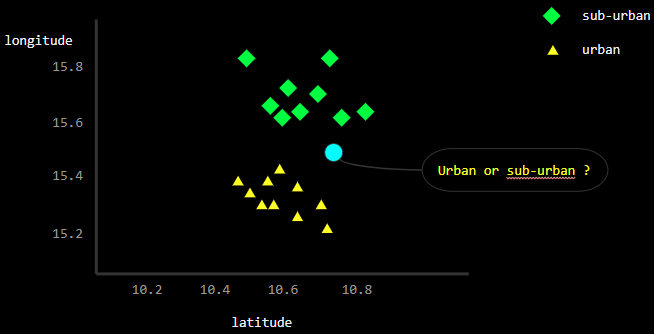 sub-urban
longitude
urban
15.8
15.6
Urban or sub-urban ?
15.4
15.2
10.2 10.4 10.6 10.8
latitude